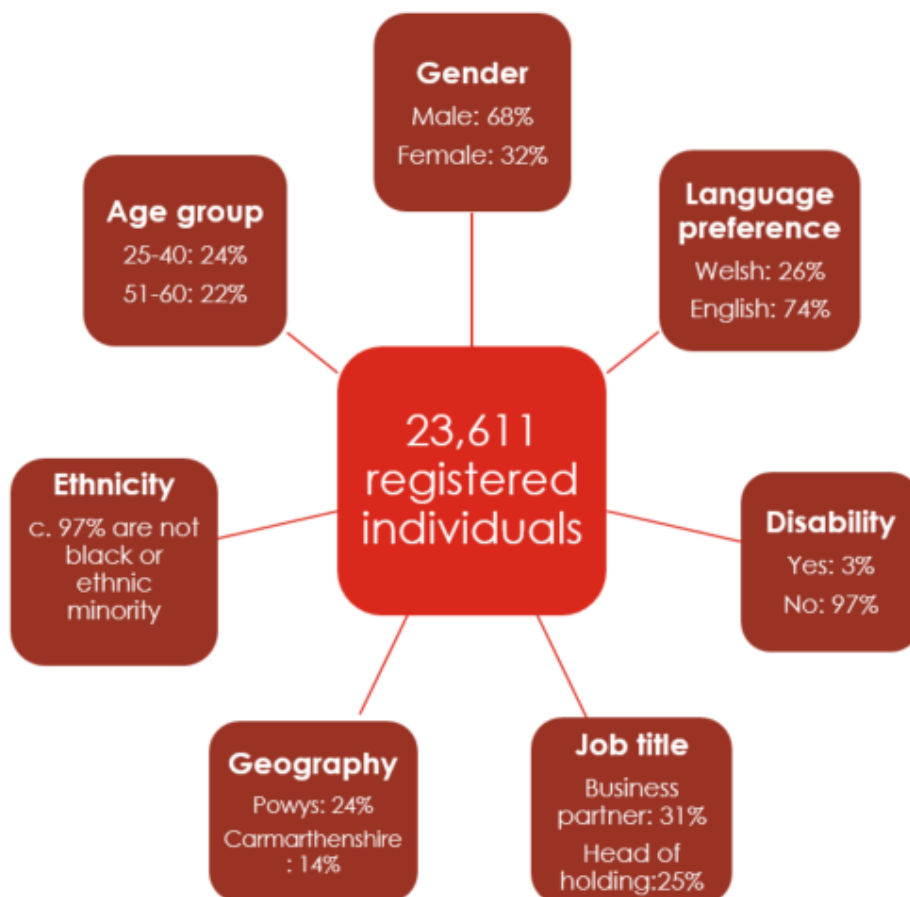 Gender
Male: 68%
Female: 32%
Age group
25-40: 24%
51-60: 22%
Language
preference
Welsh: 26%
English: 74%
23,611
registered
individuals
Ethnicity
c. 97% are not
black or
ethnic
minority
Disability
Yes: 3%
No: 97%
Geography
Powys: 24%
Carmarthenshire
: 14%
Job title
Business
partner: 31%
Head of
holding:25%